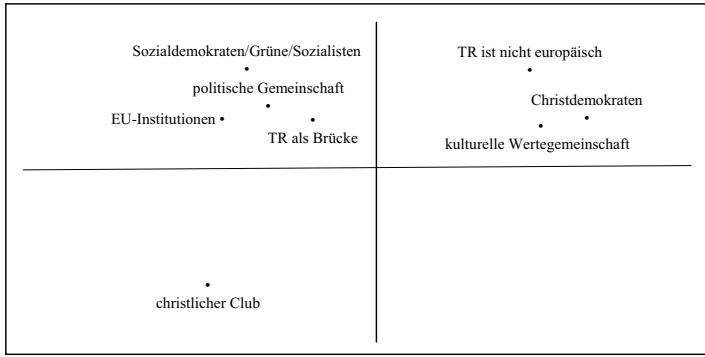 Sozialdemokraten/Grüne/Sozialisten
politische Gemeinschaft
EU-Institutionen
TR als Brücke
TR ist nicht europäisch
Christdemokraten
kulturelle Wertegemeinschaft
christlicher Club